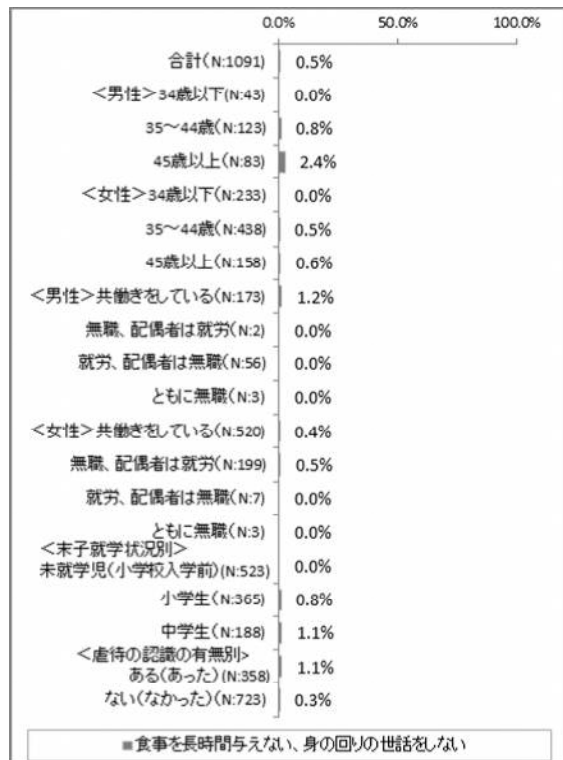 0.0% 50.0% 100.0%
合計(N:1091) 0.5%
<男性>34歳以下(N:43) 0.0%
35～44歳(N:123) 0.8%
45歳以上(N:83) 2.4%
<女性>34歳以下(N:233) 0.0%
35～44歳(N:438) 0.5%
45歳以上(N:158) 0.6%
<男性>共働きをしている(N:173) 1.2%
無職、配偶者は就労(N:2) 0.0%
就労、配偶者は無職(N:56) 0.0%
ともに無職(N:3) 0.0%
<女性>共働きをしている(N:520) 0.4%
無職、配偶者は就労(N:199) 0.5%
就労、配偶者は無職(N:7) 0.0%
ともに無職(N:3) 0.0%
<末子就学状況別>
未就学児(小学校入学前)(N:523) 0.0%
小学生(N:365) 0.8%
中学生(N:188) 1.1%
<虐待の認識の有無別>
ある(あった)(N:358) 1.1%
ない(なかった)(N:723) 0.3%
食事を長時間与えない、身の回りの世話をしない